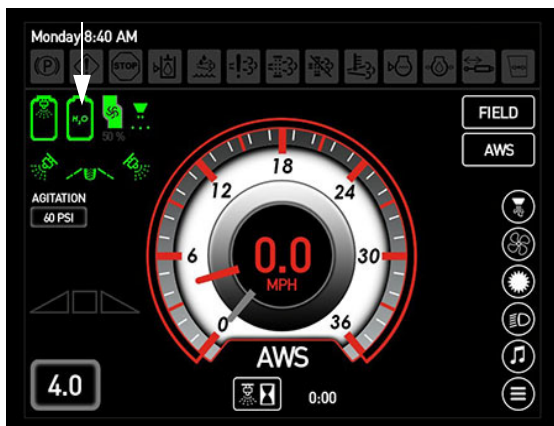 Monday 8:40 AM
(P)
STOP
H₂O
50 %
FIELD
AWS
AGITATION
60 PSI
18
12
24
6
30
0.0
MPH
0
36
AWS
4.0
0:00